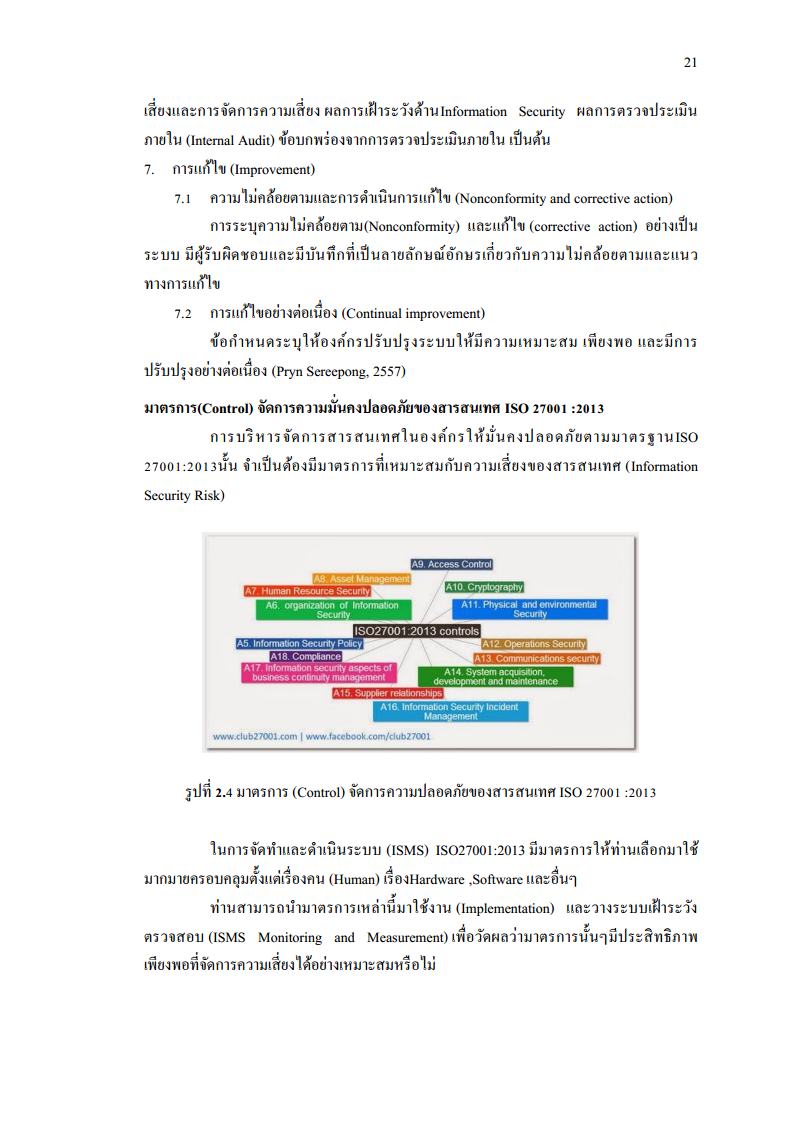 21
เสี่ยงและการจัดการความเสี่ยง ผลการเฝ้าระวังด้านInformation Security ผลการตรวจประเมิน
ภายใน (Internal Audit) ข้อบกพร่องจากการตรวจประเมินภายใน เป็นต้น
7. การแก้ไข (Improvement)
7.1 ความไม่คล้อยตามและการดำเนินการแก้ไข (Nonconformity and corrective action)
การระบุความไม่คล้อยตาม(Nonconformity) และแก้ไข (corrective action) อย่างเป็น
ระบบ มีผู้รับผิดชอบและมีบันทึกที่เป็นลายลักษณ์อักษรเกี่ยวกับความไม่คล้อยตามและแนว
ทางการแก้ไข
7.2 การแก้ไขอย่างต่อเนื่อง (Continual improvement)
ข้อกำหนดระบุให้องค์กรปรับปรุงระบบให้มีความเหมาะสม เพียงพอ และมีการ
ปรับปรุงอย่างต่อเนื่อง (Pryn Sereepong, 2557)
มาตรการ(Control) จัดการความมั่นคงปลอดภัยของสารสนเทศ ISO 27001 :2013
การบริหารจัดการสารสนเทศในองค์กรให้มั่นคงปลอดภัยตามมาตรฐานISO
27001:2013นั้น จำเป็นต้องมีมาตรการที่เหมาะสมกับความเสี่ยงของสารสนเทศ (Information
Security Risk)
A9. Access Control
A8. Asset Management
A10. Cryptography
A7. Human Resource Security
A6. organization of Information
Security
A11. Physical and environmental
Security
ISO27001:2013 controls
A5. Information Security Policy
A12. Operations Security
A18. Compliance
A13. Communications security
A17. Information security aspects of
business continuity management
A14. System acquisition,
development and maintenance
A15. Supplier relationships
A16. Information Security Incident
Management
www.club27001.com | www.facebook.com/club27001
รูปที่ 2.4 มาตรการ (Control) จัดการความปลอดภัยของสารสนเทศ ISO 27001 :2013
ในการจัดทำและดำเนินระบบ (ISMS) ISO27001:2013 มีมาตรการให้ท่านเลือกมาใช้
มากมายครอบคลุมตั้งแต่เรื่องคน (Human) เรื่องHardware ,Software และอื่นๆ
ท่านสามารถนำมาตรการเหล่านี้มาใช้งาน (Implementation) และวางระบบเฝ้าระวัง
ตรวจสอบ (ISMS Monitoring and Measurement) เพื่อวัดผลว่ามาตรการนั้นๆมีประสิทธิภาพ
เพียงพอที่จัดการความเสี่ยงได้อย่างเหมาะสมหรือไม่